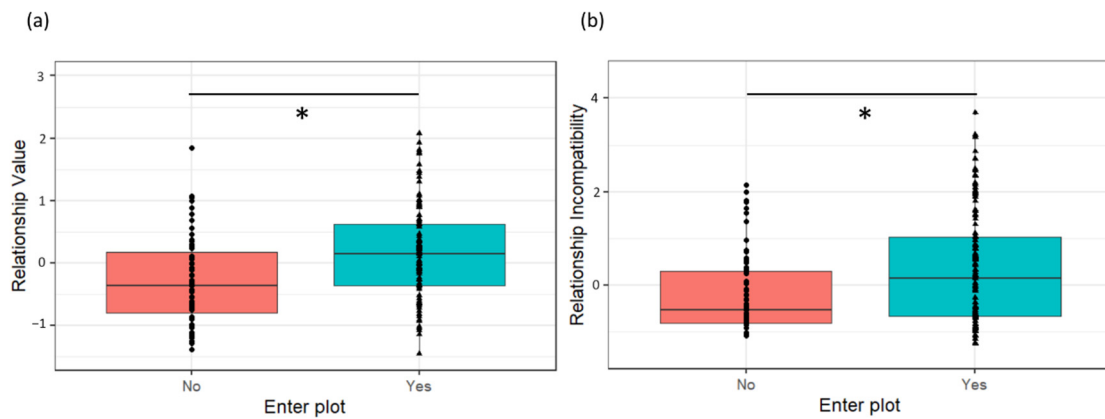 (a)
Relationship Value
3
2
1
0
−1
*
No
Yes
Enter plot
(b)
Relationship Incompatibility
4
2
0
*
No
Yes
Enter plot